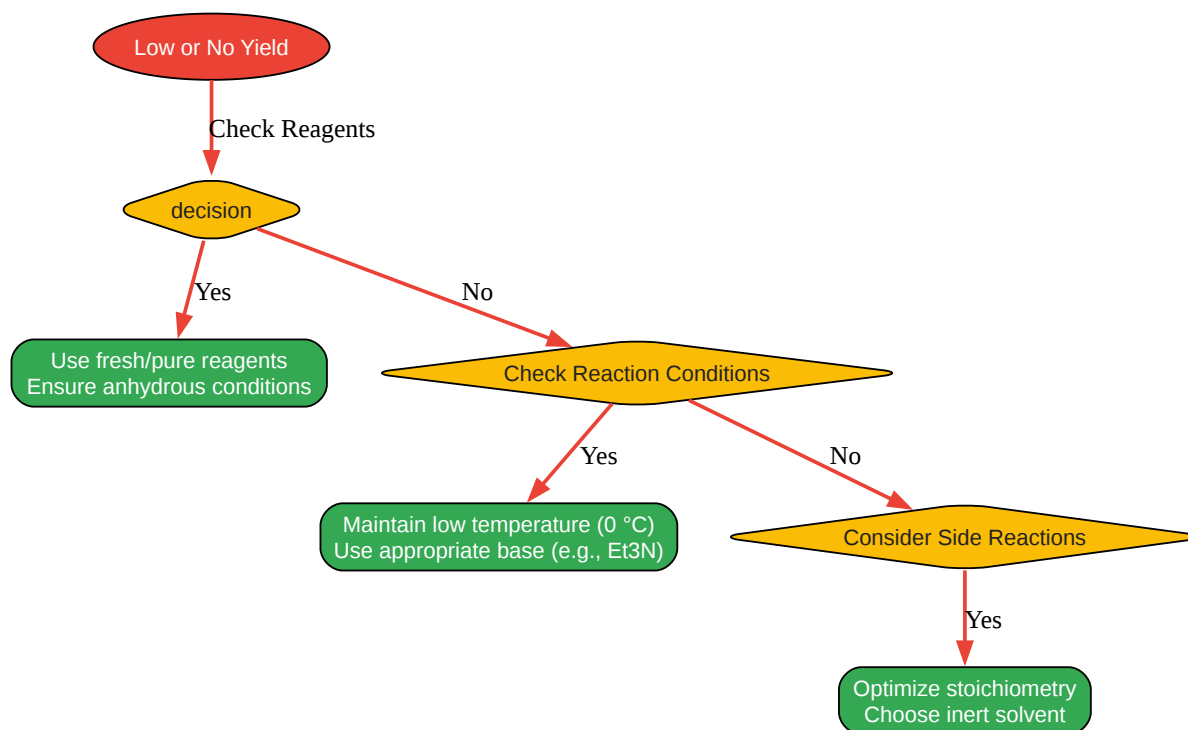 Low or No Yield
Check Reagents
decision
Yes
No
Use fresh/pure reagents
Ensure anhydrous conditions
Check Reaction Conditions
Yes
No
Maintain low temperature (0 °C)
Use appropriate base (e.g., Et3N)
Consider Side Reactions
Yes
Optimize stoichiometry
Choose inert solvent